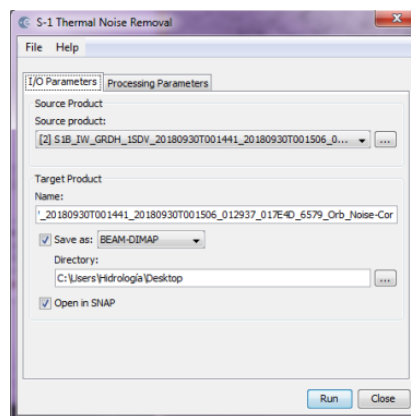 S-1 Thermal Noise Removal
File Help
I/O Parameters Processing Parameters
Source Product
Source product:
[2] S1B_IW_GRDH_1SDV_20180930T001441_20180930T001506_0...
...
Target Product
Name:
'_20180930T001441_20180930T001506_012937_017E4D_6579_Orb_Noise-Cor
Save as: BEAM-DIMAP
Directory:
C:\Users\Hidrología\Desktop
...
Open in SNAP
Run Close